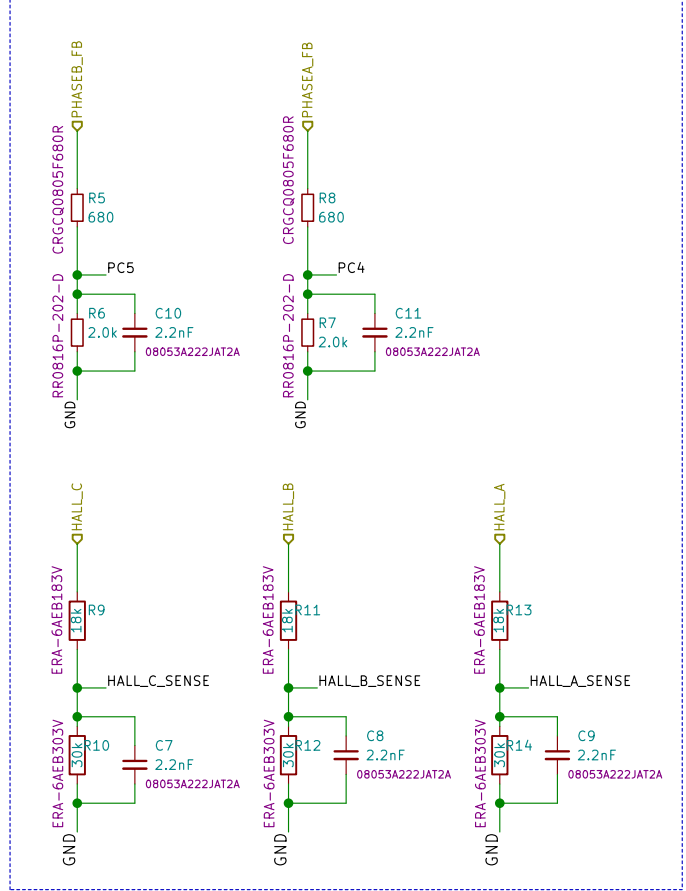 PHASEB_FB
CRGCQ0805F680R
R5
680
PC5
RR0816P-202-D
R6
2.0k
C10
2.2nF
08053A222JAT2A
GND
PHASEA_FB
CRGCQ0805F680R
R8
680
PC4
RR0816P-202-D
R7
2.0k
C11
2.2nF
08053A222JAT2A
GND
HALL_C
ERA-6AEB183V
R9
18k
HALL_C_SENSE
ERA-6AEB303V
R10
30k
C7
2.2nF
08053A222JAT2A
GND
HALL_B
ERA-6AEB183V
R11
18k
HALL_B_SENSE
ERA-6AEB303V
R12
30k
C8
2.2nF
08053A222JAT2A
GND
HALL_A
ERA-6AEB183V
R13
18k
HALL_A_SENSE
ERA-6AEB303V
R14
30k
C9
2.2nF
08053A222JAT2A
GND